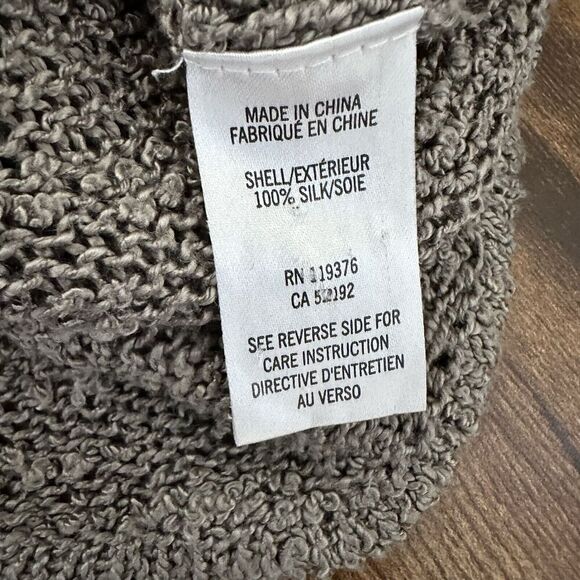 MADE IN CHINA
FABRIQUÉ EN CHINE
SHELL/EXTÉRIEUR
100% SILK/SOIE
RN 119376
CA
SEE REVERSE SIDE FOR
CARE INSTRUCTION
DIRECTIVE D'ENTRETIEN
AU VERSO